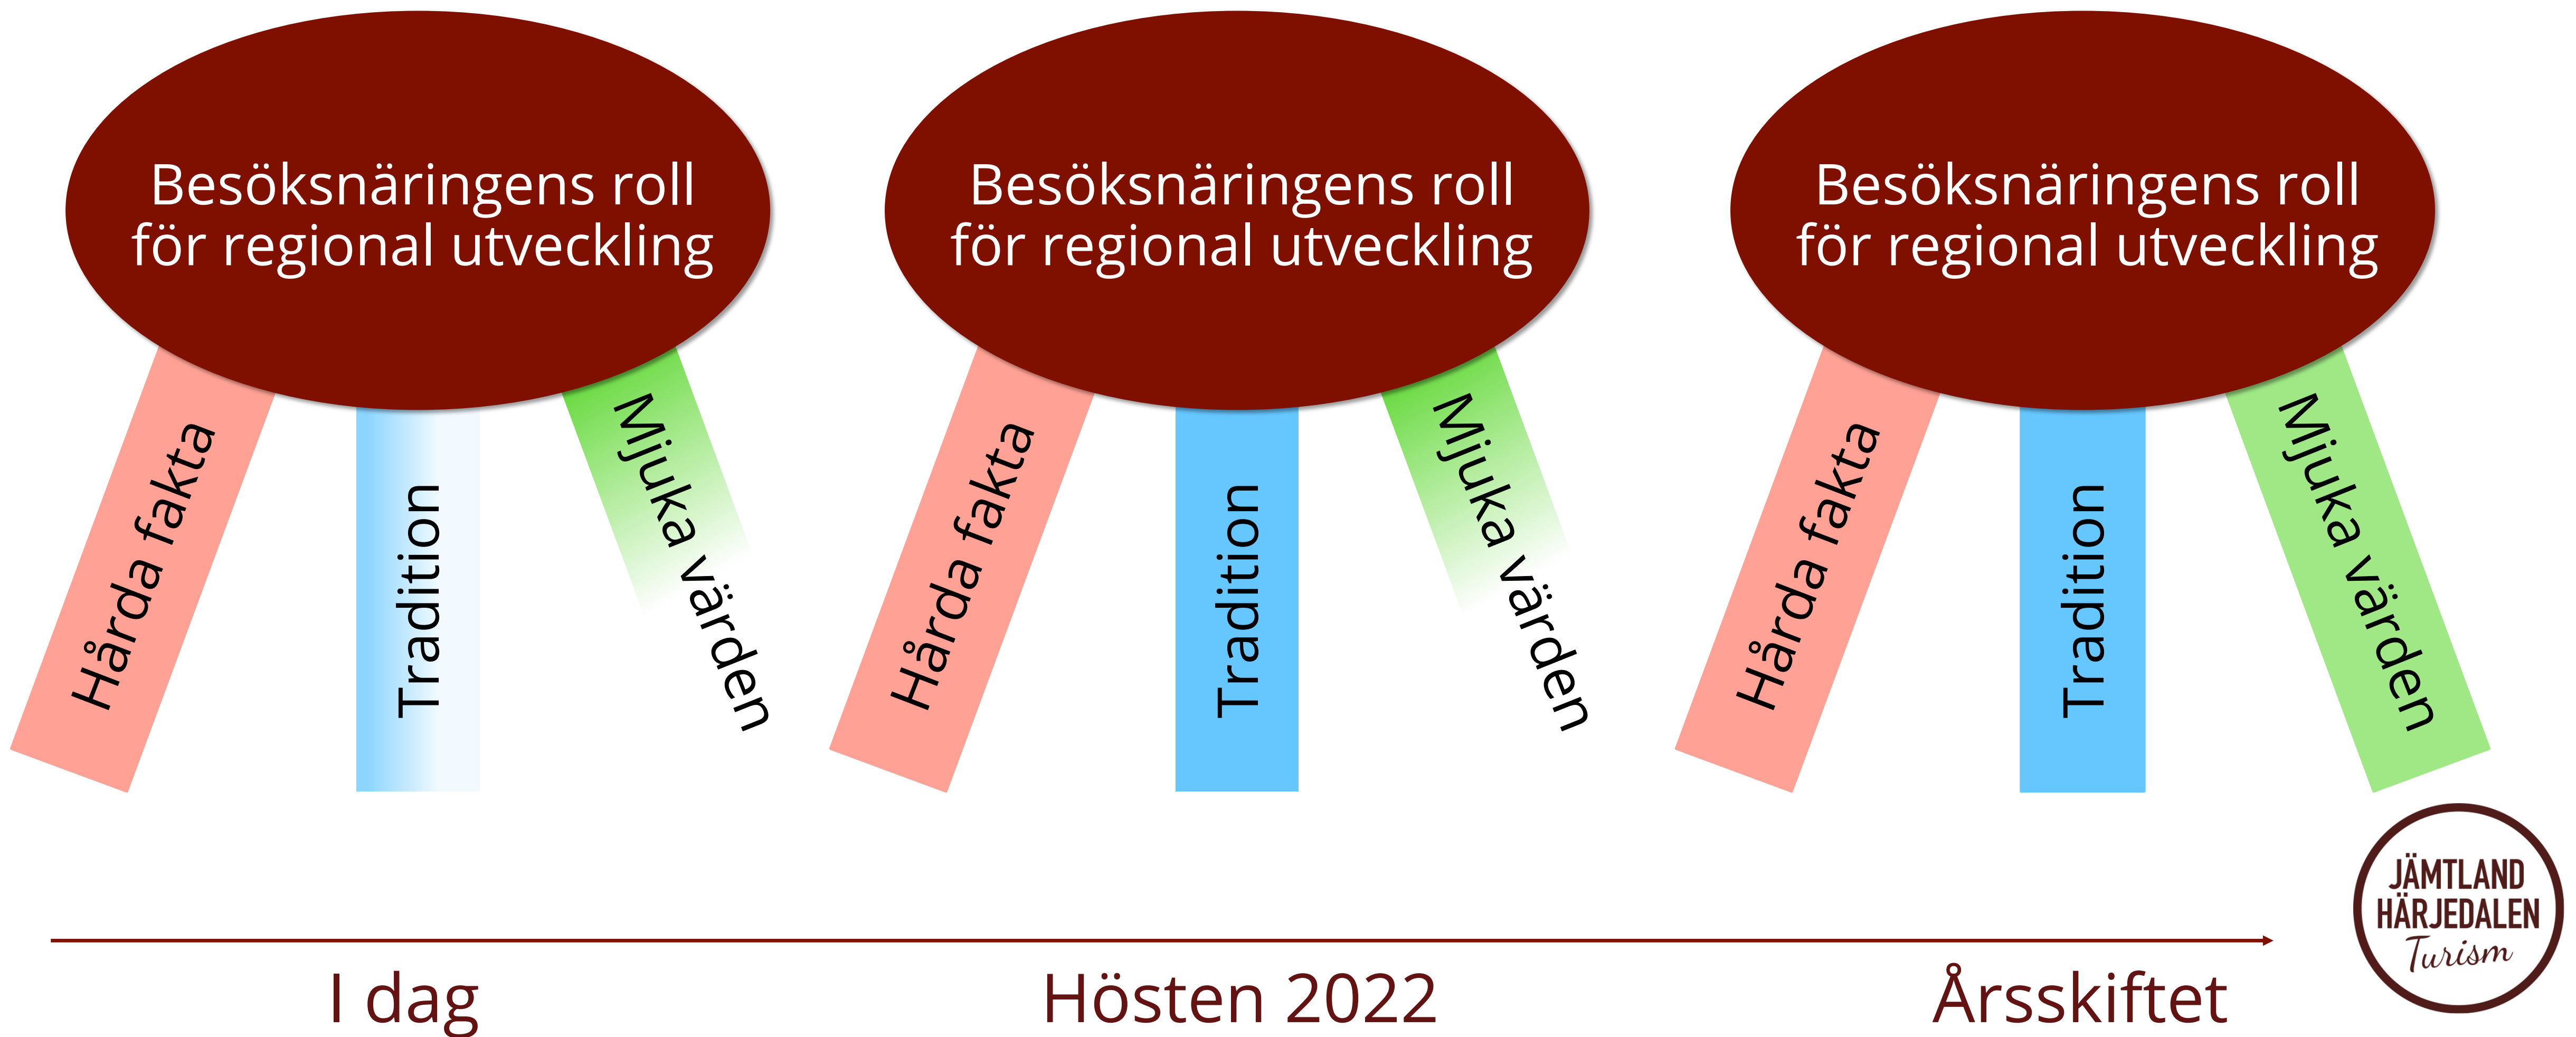 Besöksnäringens roll
för regional utveckling
Hårda fakta
Tradition
Mjuka värden
Besöksnäringens roll
för regional utveckling
Hårda fakta
Tradition
Mjuka värden
Besöksnäringens roll
för regional utveckling
Hårda fakta
Tradition
Mjuka värden
I dag
Hösten 2022
Årsskiftet
JÄMTLAND
HÄRJEDALEN
Turism